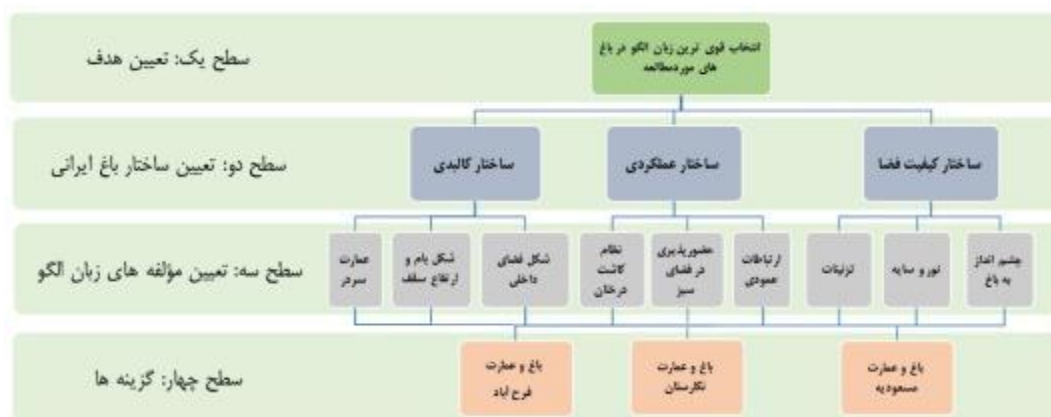 سطح یک: تعیین هدف
انتخاب قوی ترین زبان الگو در باغ
های موردمطالعه
سطح دو: تعیین ساختار باغ ایرانی
ساختار کیفیت فضا
ساختار عملکردی
ساختار کالبدی
سطح سه: تعیین مؤلفه های زبان الگو
چشم انداز
به باغ
نور و سایه
تزئینات
ارتباطات
عمودی
حضورپذیری
در فضای
سبز
نظام
کاشت
درختان
شکل فضای
داخلی
شکل بام و
ارتفاع سقف
عمارت
سردر
سطح چهار: گزینه ها
باغ و عمارت
مسعودیه
باغ و عمارت
نگارستان
باغ و عمارت
فرح آباد